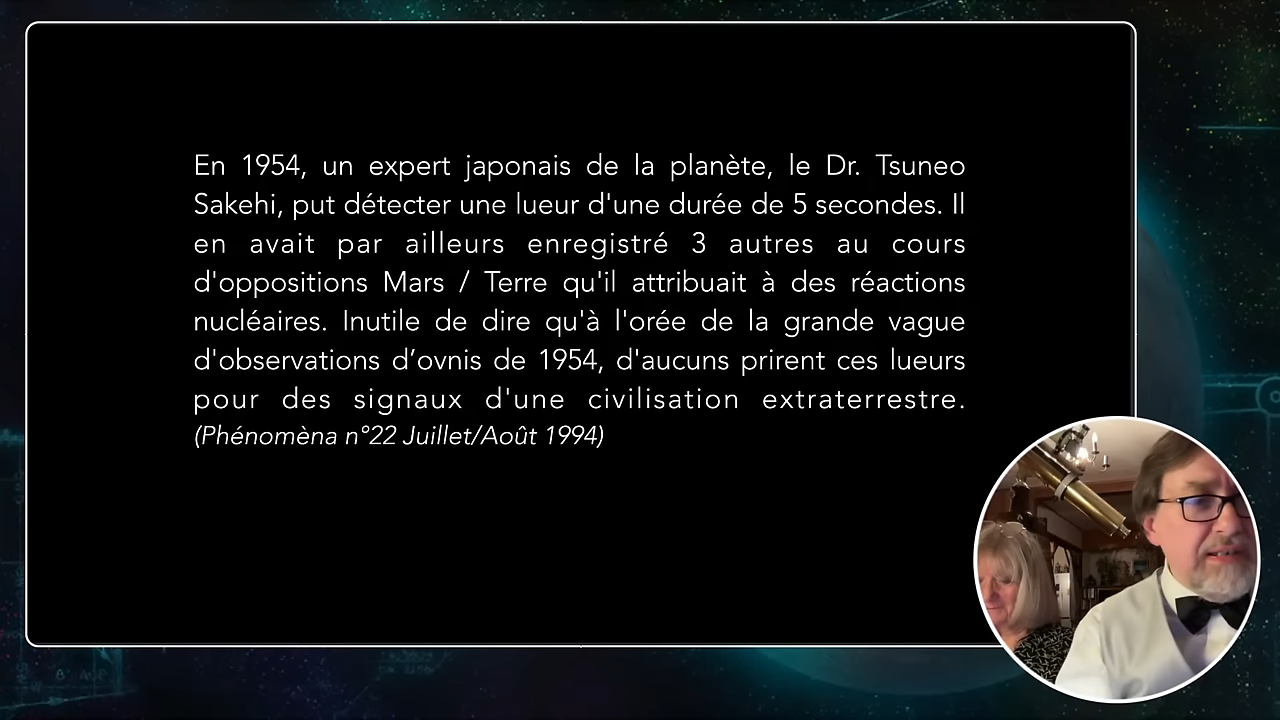 En 1954, un expert japonais de la planète, le Dr. Tsuneo
Sakehi, put détecter une lueur d'une durée de 5 secondes. Il
en avait par ailleurs enregistré 3 autres au cours
d'oppositions Mars / Terre qu'il attribuait à des réactions
nucléaires. Inutile de dire qu'à l'orée de la grande vague
d'observations d’ovnis de 1954, d'aucuns prirent ces lueurs
pour des signaux d'une civilisation extraterrestre.
(Phénomèna n°22 Juillet/Août 1994)